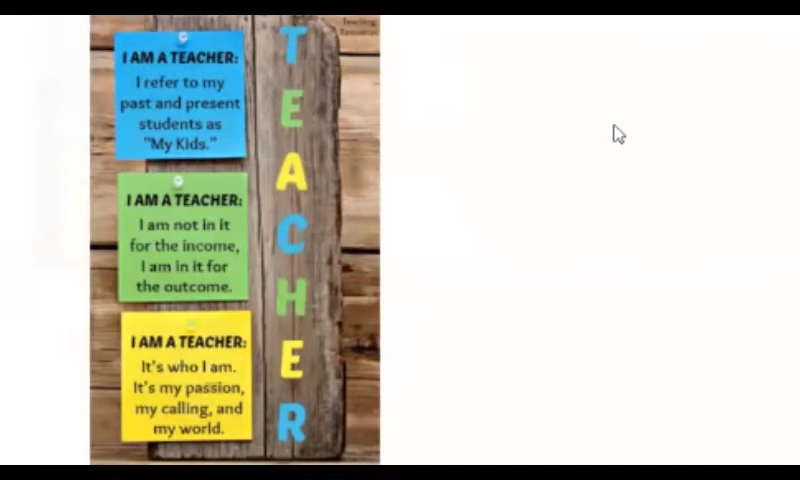 Teaching
Resources
I AM A TEACHER:
I refer to my
past and present
students as
"My Kids."
I AM A TEACHER:
I am not in it
for the income,
I am in it for
the outcome.
I AM A TEACHER:
It's who I am.
It's my passion,
my calling, and
my world.
T
E
A
C
H
E
R